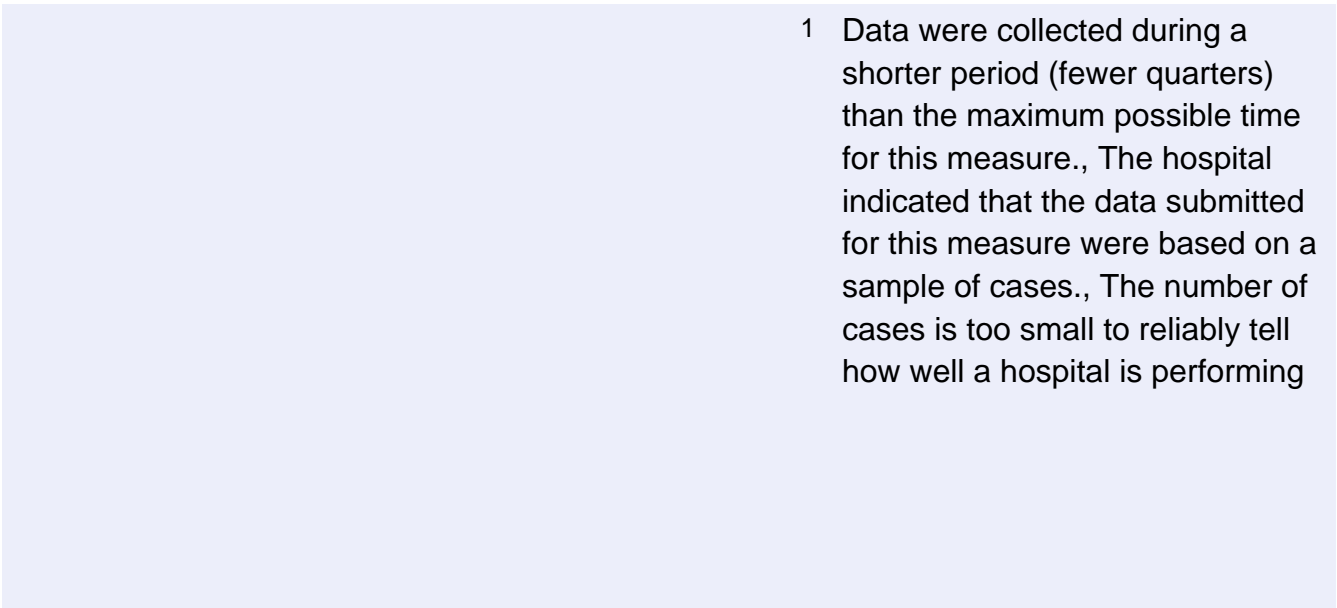 1 Data were collected during a
shorter period (fewer quarters)
than the maximum possible time
for this measure., The hospital
indicated that the data submitted
for this measure were based on a
sample of cases., The number of
cases is too small to reliably tell
how well a hospital is performing